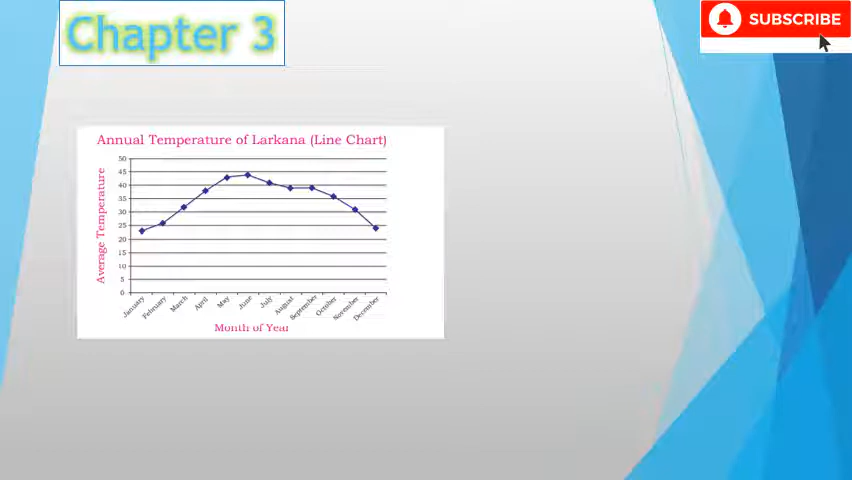 Chapter 3
SUBSCRIBE
Annual Temperature of Larkana (Line Chart)
Average Temperature
50
45
40
35
30
25
20
15
10
5
0
January
February
March
April
May
June
July
August
September
October
November
December
Month of Year